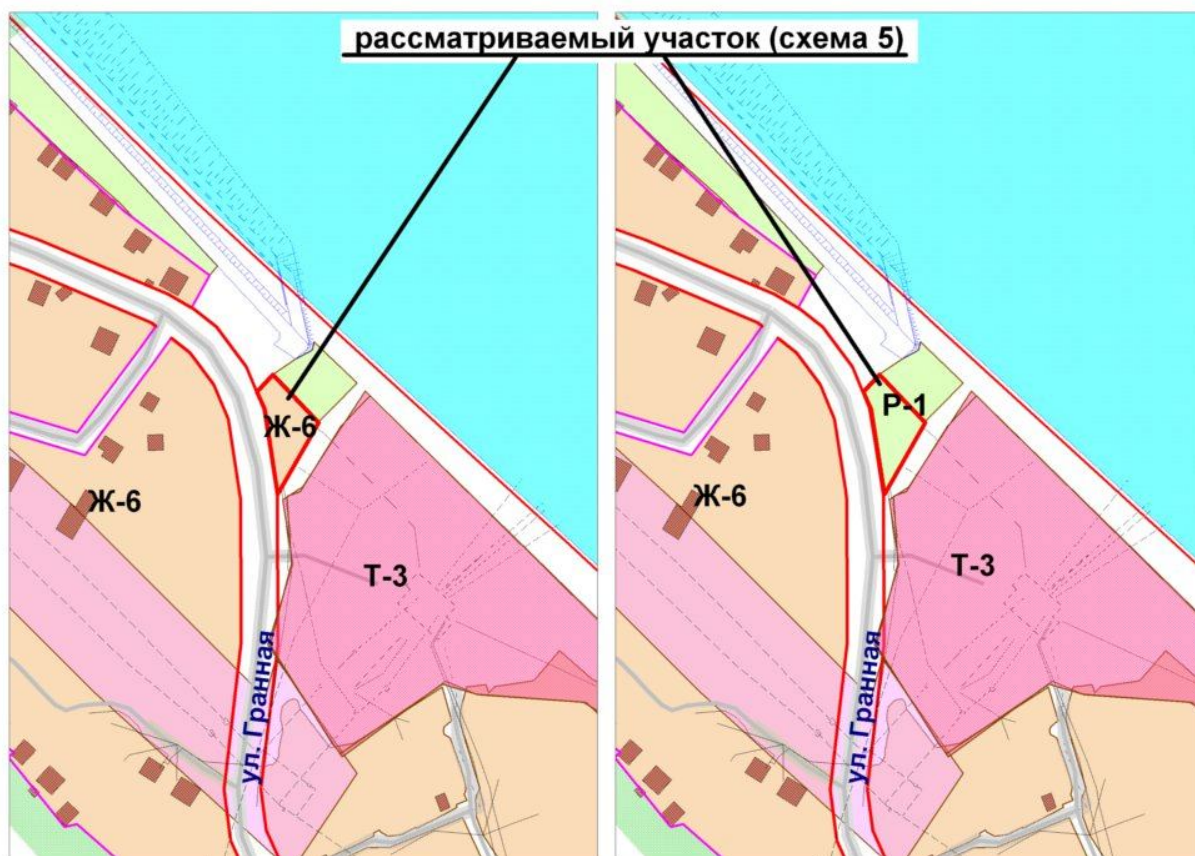 рассматриваемый участок (схема 5)
Ж-6
Ж-6
Т-3
ул. Гранная
Р-1
Ж-6
Т-3
ул. Гранная